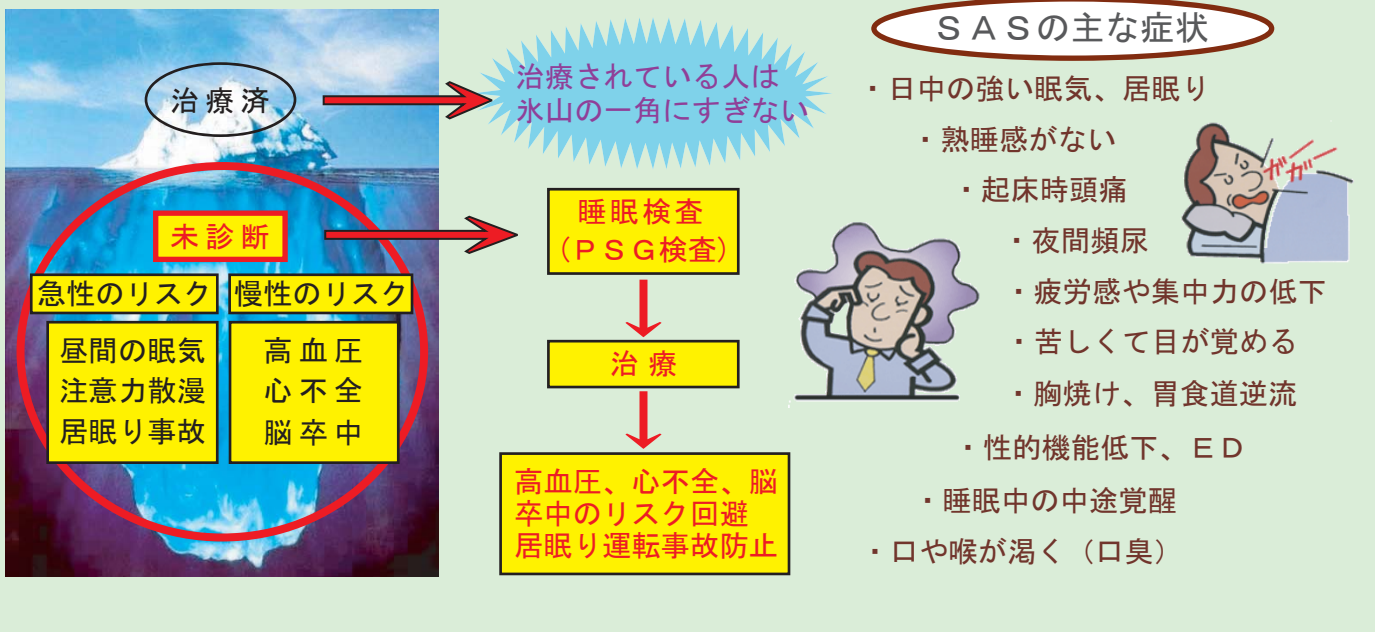 治療済
治療されている人は
氷山の一角にすぎない
未診断
急性のリスク
昼間の眠気
注意力散漫
居眠り事故
慢性のリスク
高血圧
心不全
脳卒中
睡眠検査
(PSG検査)
治療
高血圧、心不全、脳
卒中のリスク回避
居眠り運転事故防止
SASの主な症状
・日中の強い眠気、居眠り
・熟睡感がない
・起床時頭痛
・夜間頻尿
・疲労感や集中力の低下
・苦しくて目が覚める
・胸焼け、胃食道逆流
・性的機能低下、ED
・睡眠中の中途覚醒
・口や喉が渇く（口臭）
ガガー